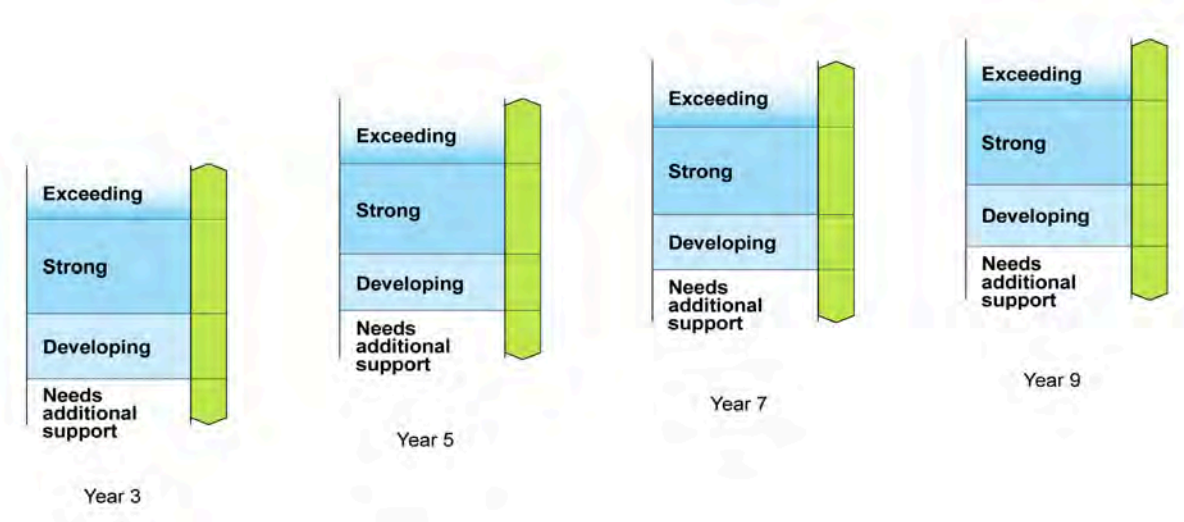 Exceeding
Strong
Developing
Needs
additional
support
Year 3
Exceeding
Strong
Developing
Needs
additional
support
Year 5
Exceeding
Strong
Developing
Needs
additional
support
Year 7
Exceeding
Strong
Developing
Needs
additional
support
Year 9